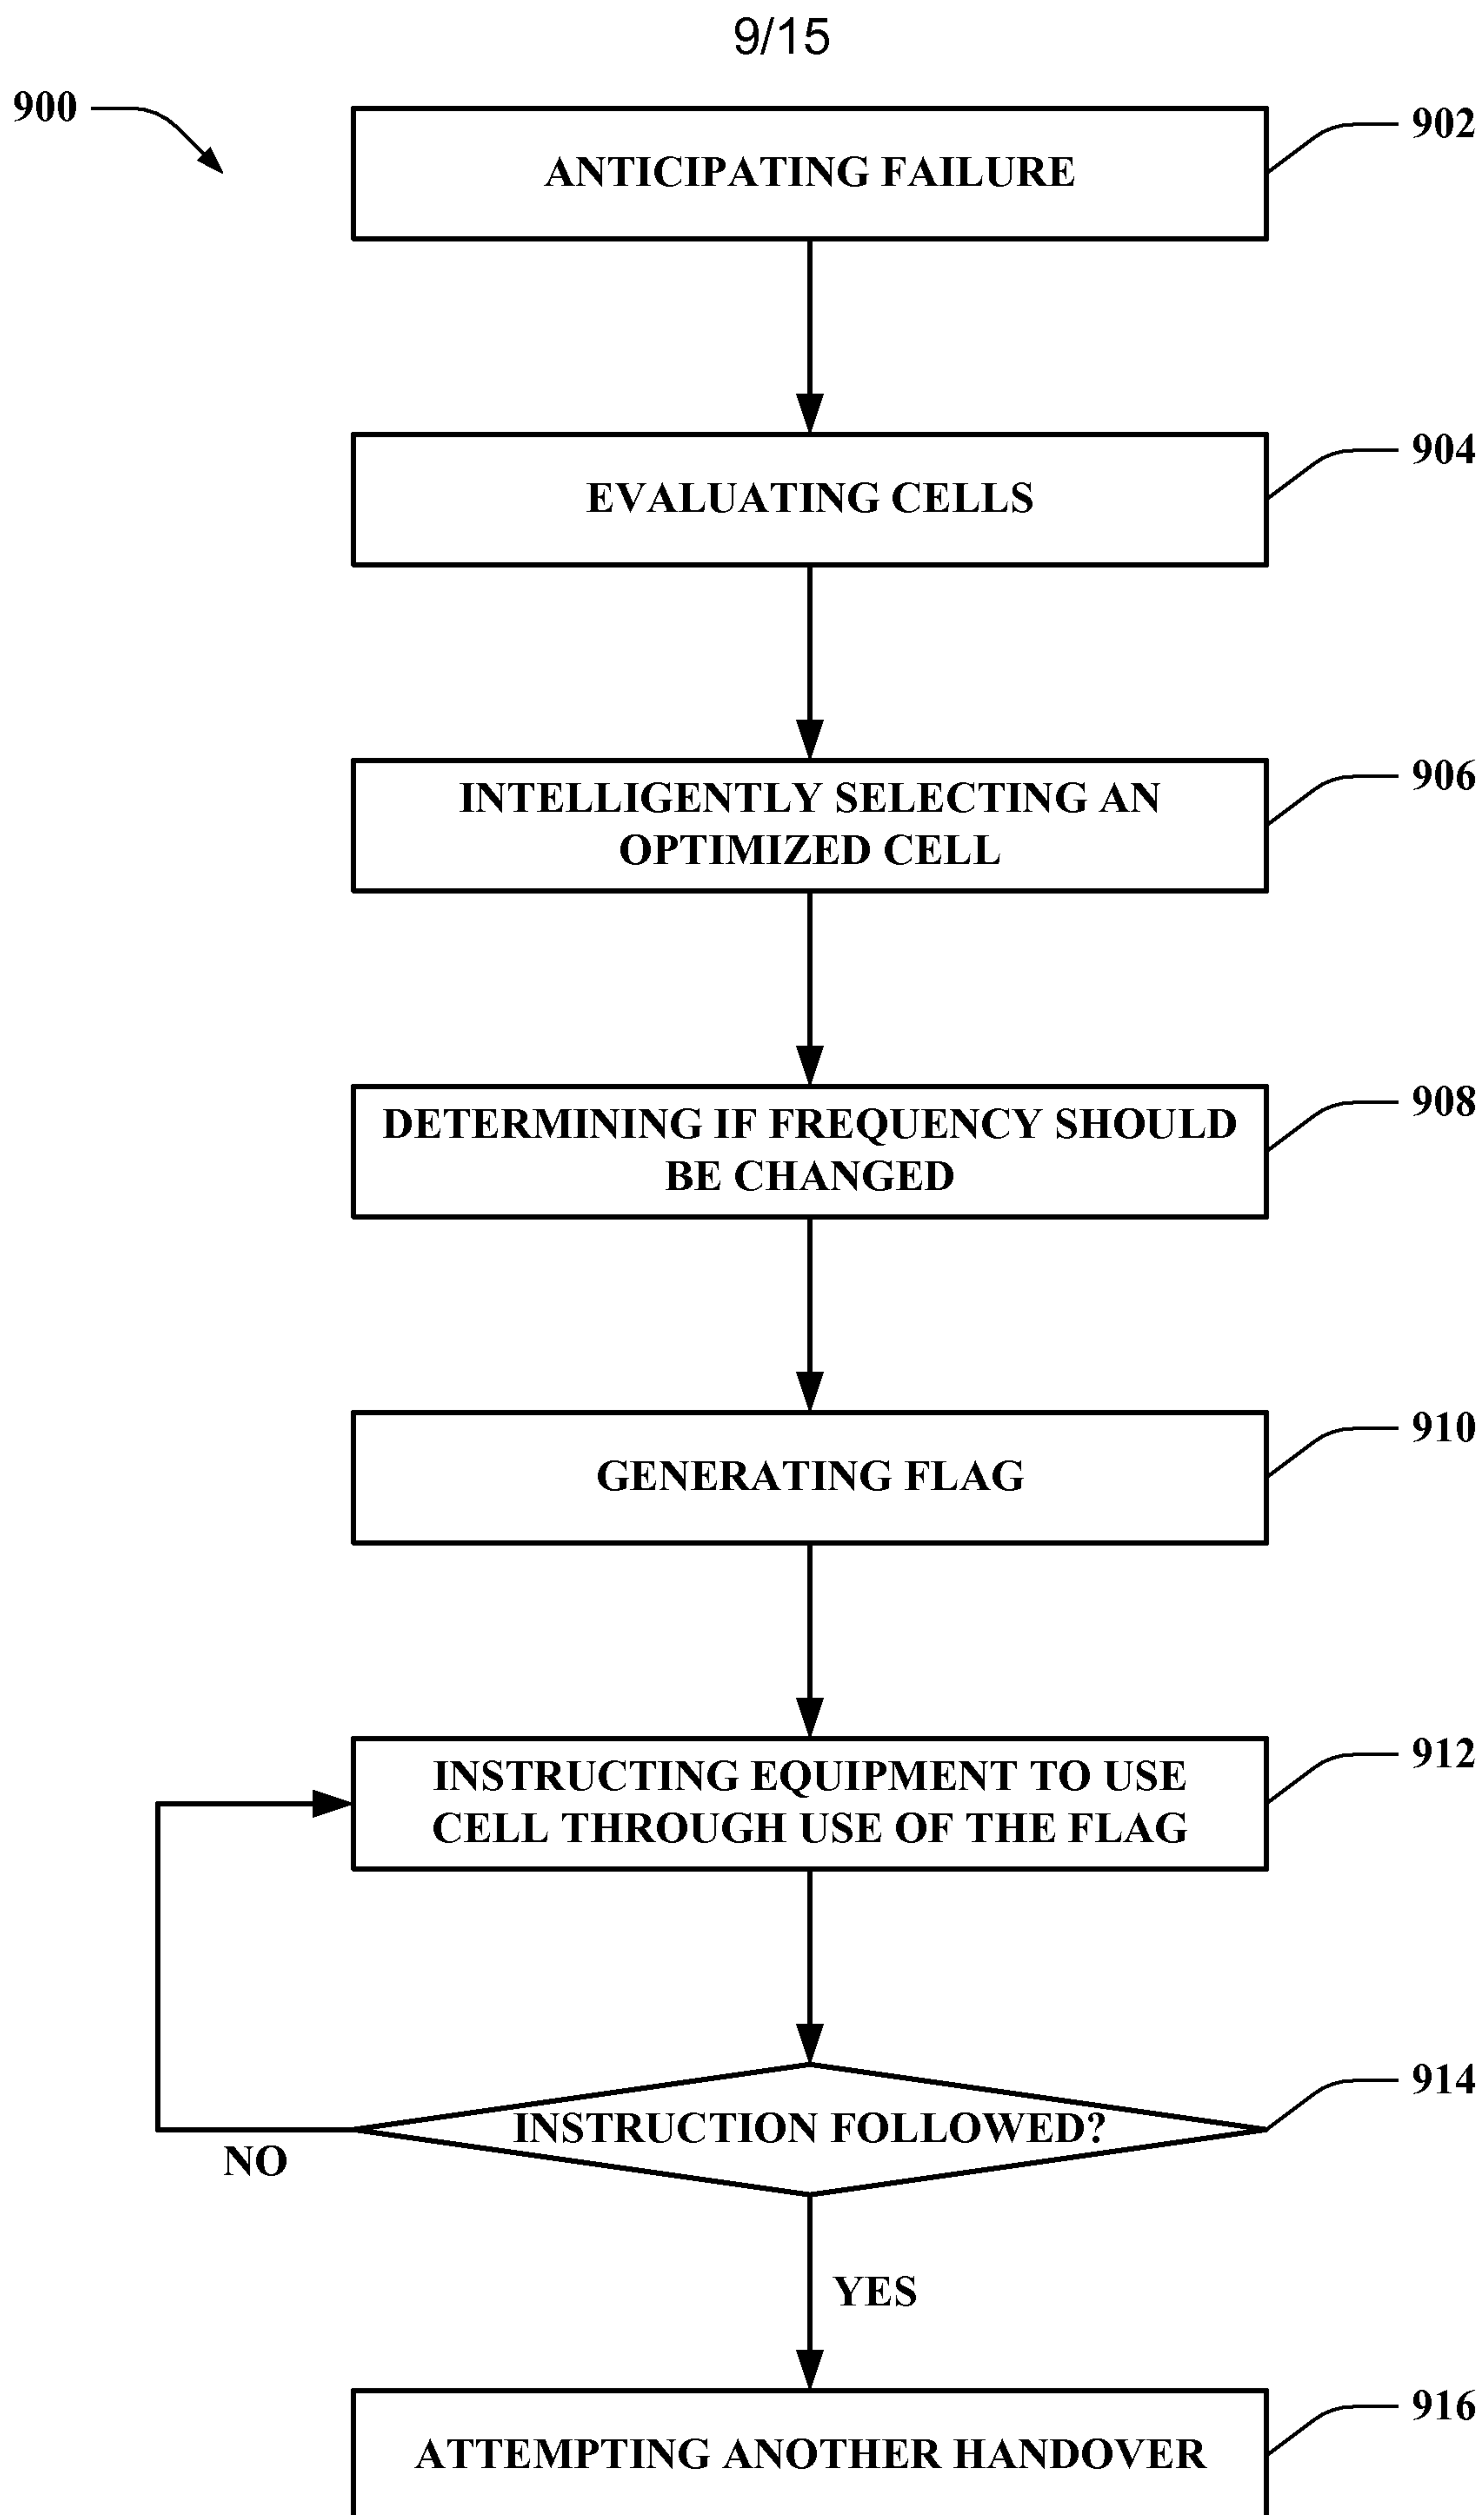 9/15
900
902
ANTICIPATING FAILURE
904
EVALUATING CELLS
906
INTELLIGENTLY SELECTING AN
OPTIMIZED CELL
908
DETERMINING IF FREQUENCY SHOULD
BE CHANGED
910
GENERATING FLAG
912
INSTRUCTING EQUIPMENT TO USE
CELL THROUGH USE OF THE FLAG
914
INSTRUCTION FOLLOWED?
NO
YES
916
ATTEMPTING ANOTHER HANDOVER